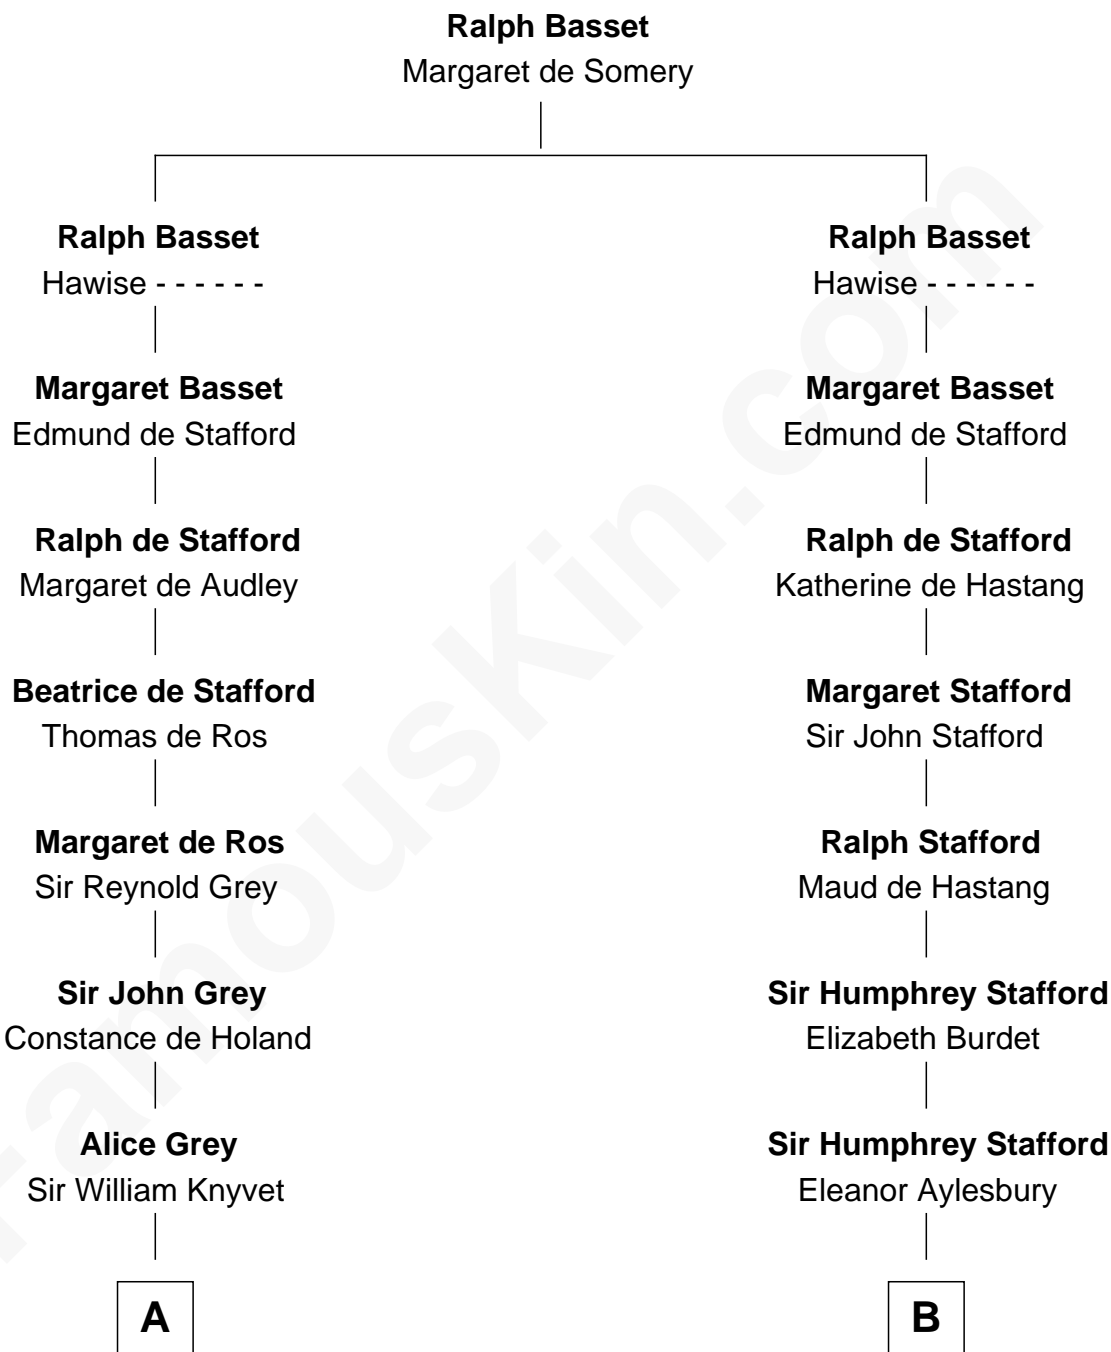 Ralph Basset
Margaret de Somery
Ralph Basset
Hawise - - - - - -
Ralph Basset
Hawise - - - - - -
Margaret Basset
Edmund de Stafford
Margaret Basset
Edmund de Stafford
Ralph de Stafford
Margaret de Audley
Ralph de Stafford
Katherine de Hastang
Beatrice de Stafford
Thomas de Ros
Margaret Stafford
Sir John Stafford
Margaret de Ros
Sir Reynold Grey
Ralph Stafford
Maud de Hastang
Sir John Grey
Constance de Holand
Sir Humphrey Stafford
Elizabeth Burdet
Alice Grey
Sir William Knyvet
Sir Humphrey Stafford
Eleanor Aylesbury
A
B
FamousKin.com